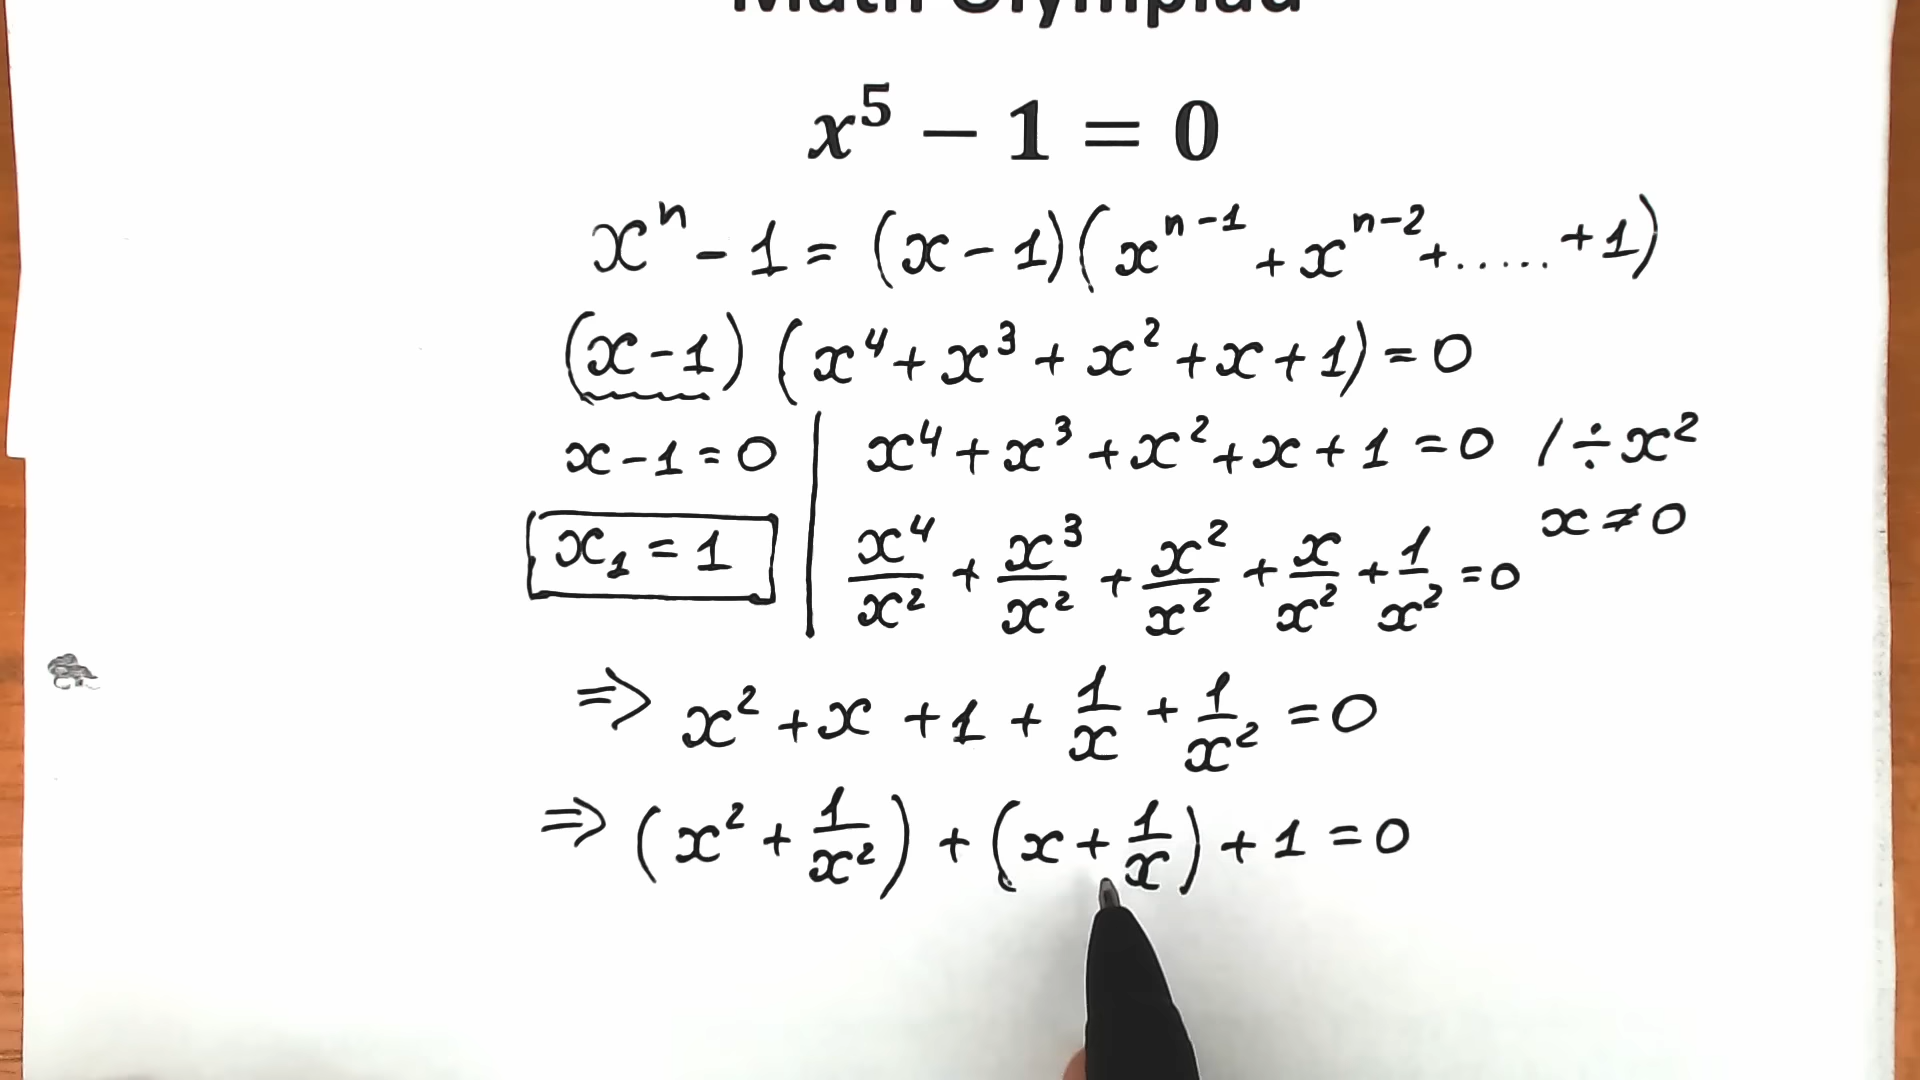 Math Olympiad
x⁵ − 1 = 0
xⁿ - 1 = (x - 1)(xⁿ⁻¹ + xⁿ⁻² + ..... + 1)
(x - 1) (x⁴ + x³ + x² + x + 1) = 0
x - 1 = 0 | x⁴ + x³ + x² + x + 1 = 0 / ÷ x²
x ≠ 0
x₁ = 1 | x⁴/x² + x³/x² + x²/x² + x/x² + 1/x² = 0
⇒ x² + x + 1 + 1/x + 1/x² = 0
⇒ (x² + 1/x²) + (x + 1/x) + 1 = 0